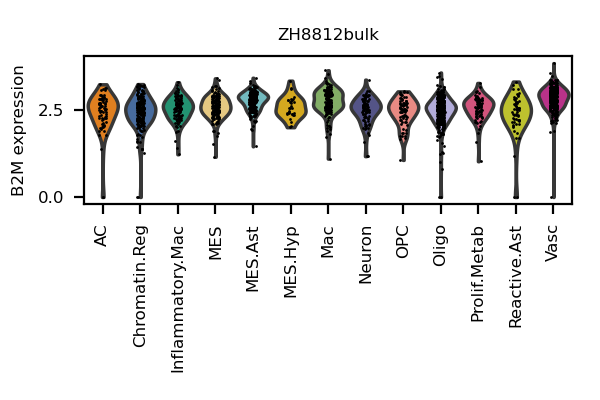 ZH8812bulk
B2M expression
2.5
0.0
AC
Chromatin.Reg
Inflammatory.Mac
MES
MES.Ast
MES.Hyp
Mac
Neuron
OPC
Oligo
Prolif.Metab
Reactive.Ast
Vasc